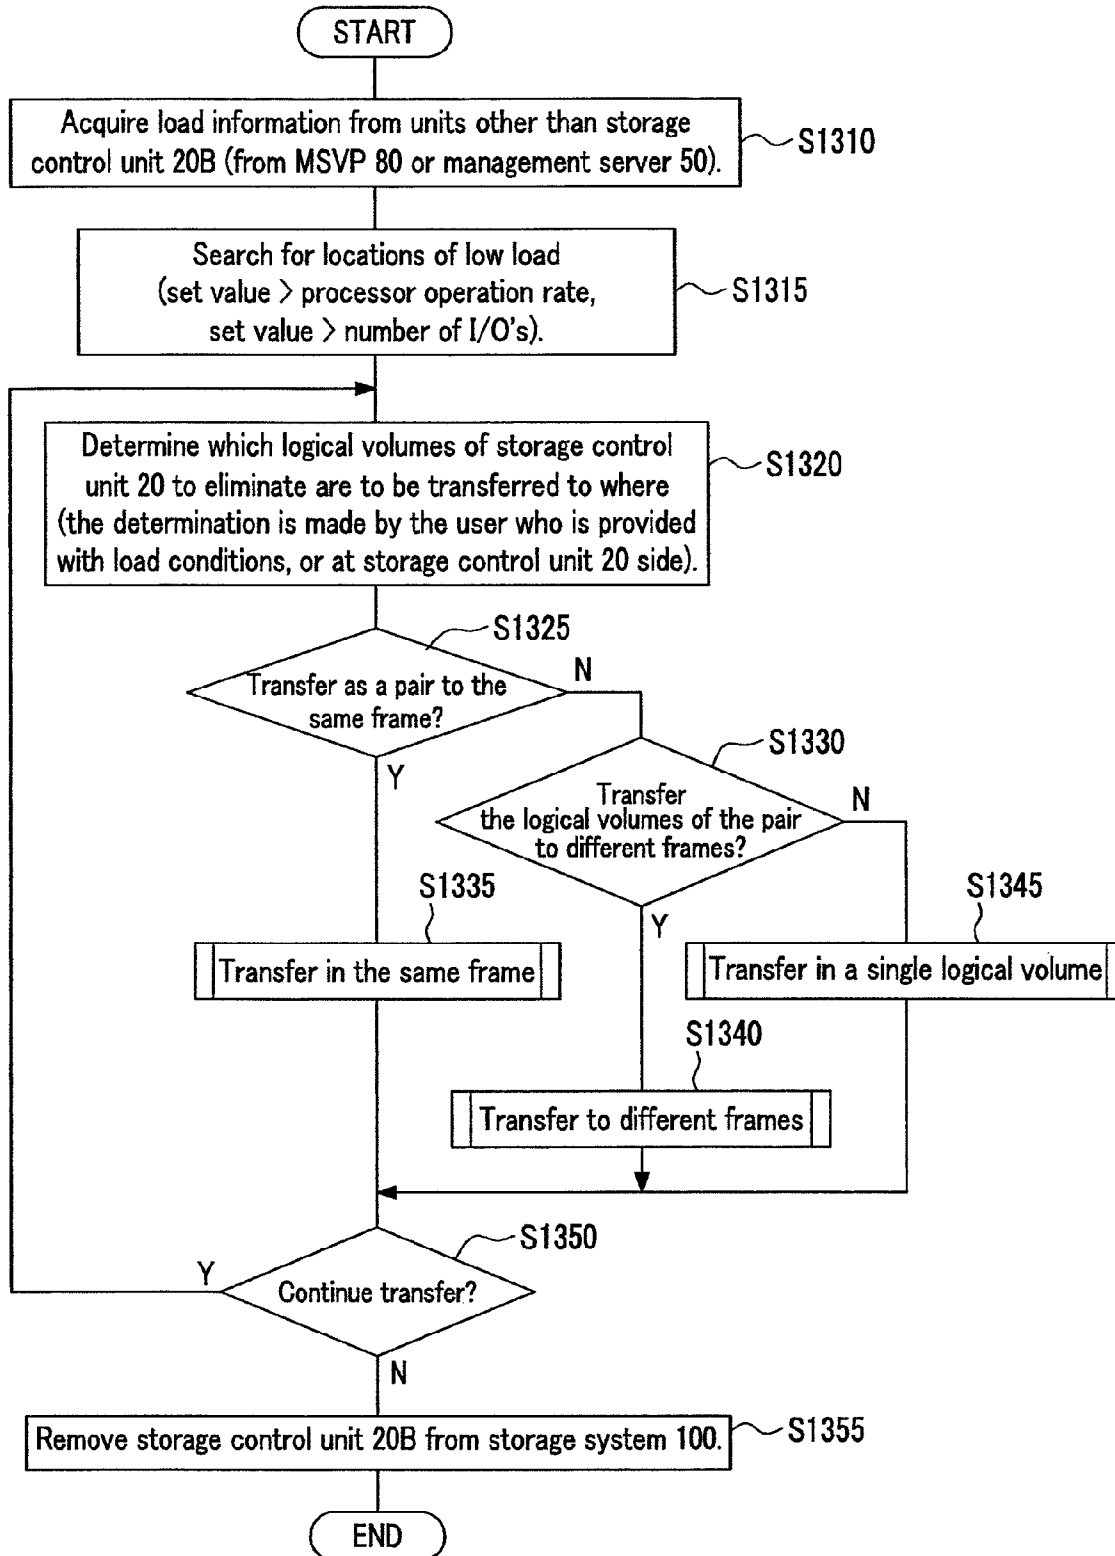 START
Acquire load information from units other than storage
control unit 20B (from MSVP 80 or management server 50).
S1310
Search for locations of low load
(set value > processor operation rate,
set value > number of I/O's).
S1315
Determine which logical volumes of storage control
unit 20 to eliminate are to be transferred to where
(the determination is made by the user who is provided
with load conditions, or at storage control unit 20 side).
S1320
S1325
Transfer as a pair to the
same frame?
N
Y
S1330
Transfer
the logical volumes of the pair
to different frames?
N
Y
S1335
Transfer in the same frame
S1345
Transfer in a single logical volume
S1340
Transfer to different frames
S1350
Continue transfer?
Y
N
Remove storage control unit 20B from storage system 100.
S1355
END